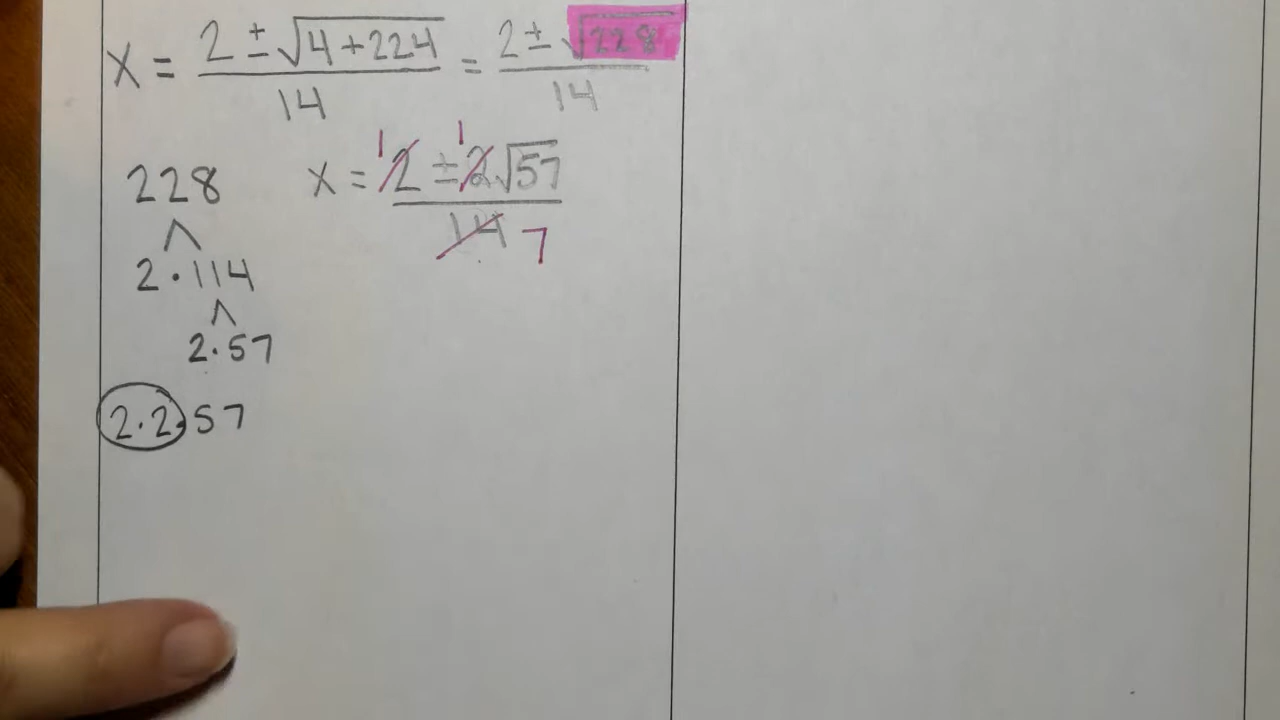 x = 2 ± √4+224 / 14 = 2 ± √228 / 14
228
x = 1 2 ± 1 2√57 / 14 7
2·114
2·57
2·2·57